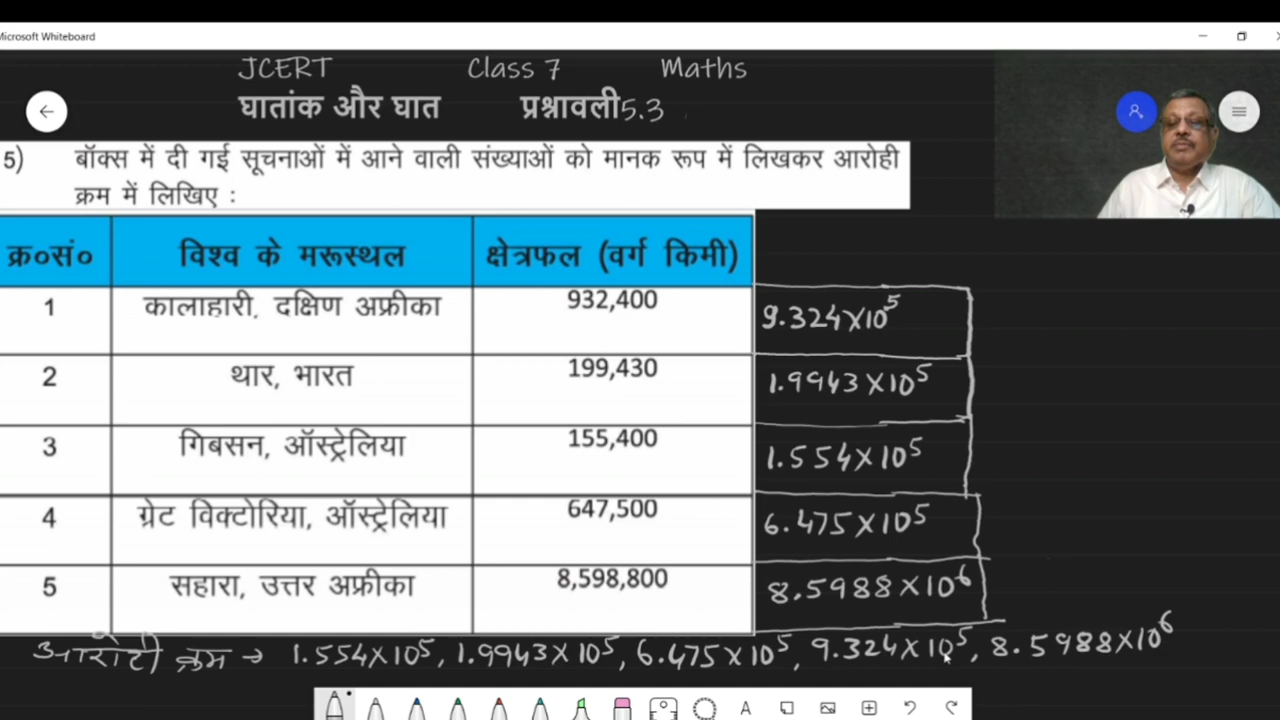 Microsoft Whiteboard
JCERT Class 7 Maths
घातांक और घात प्रश्नावली 5.3
5) बॉक्स में दी गई सूचनाओं में आने वाली संख्याओं को मानक रूप में लिखकर आरोही
क्रम में लिखिए :
क्र०सं० विश्व के मरूस्थल क्षेत्रफल (वर्ग किमी)
1 कालाहारी, दक्षिण अफ्रीका 932,400 9.324×10⁵
2 थार, भारत 199,430 1.9943×10⁵
3 गिबसन, ऑस्ट्रेलिया 155,400 1.554×10⁵
4 ग्रेट विक्टोरिया, ऑस्ट्रेलिया 647,500 6.475×10⁵
5 सहारा, उत्तर अफ्रीका 8,598,800 8.5988×10⁶
आरोही क्रम → 1.554×10⁵, 1.9943×10⁵, 6.475×10⁵, 9.324×10⁵, 8.5988×10⁶
A